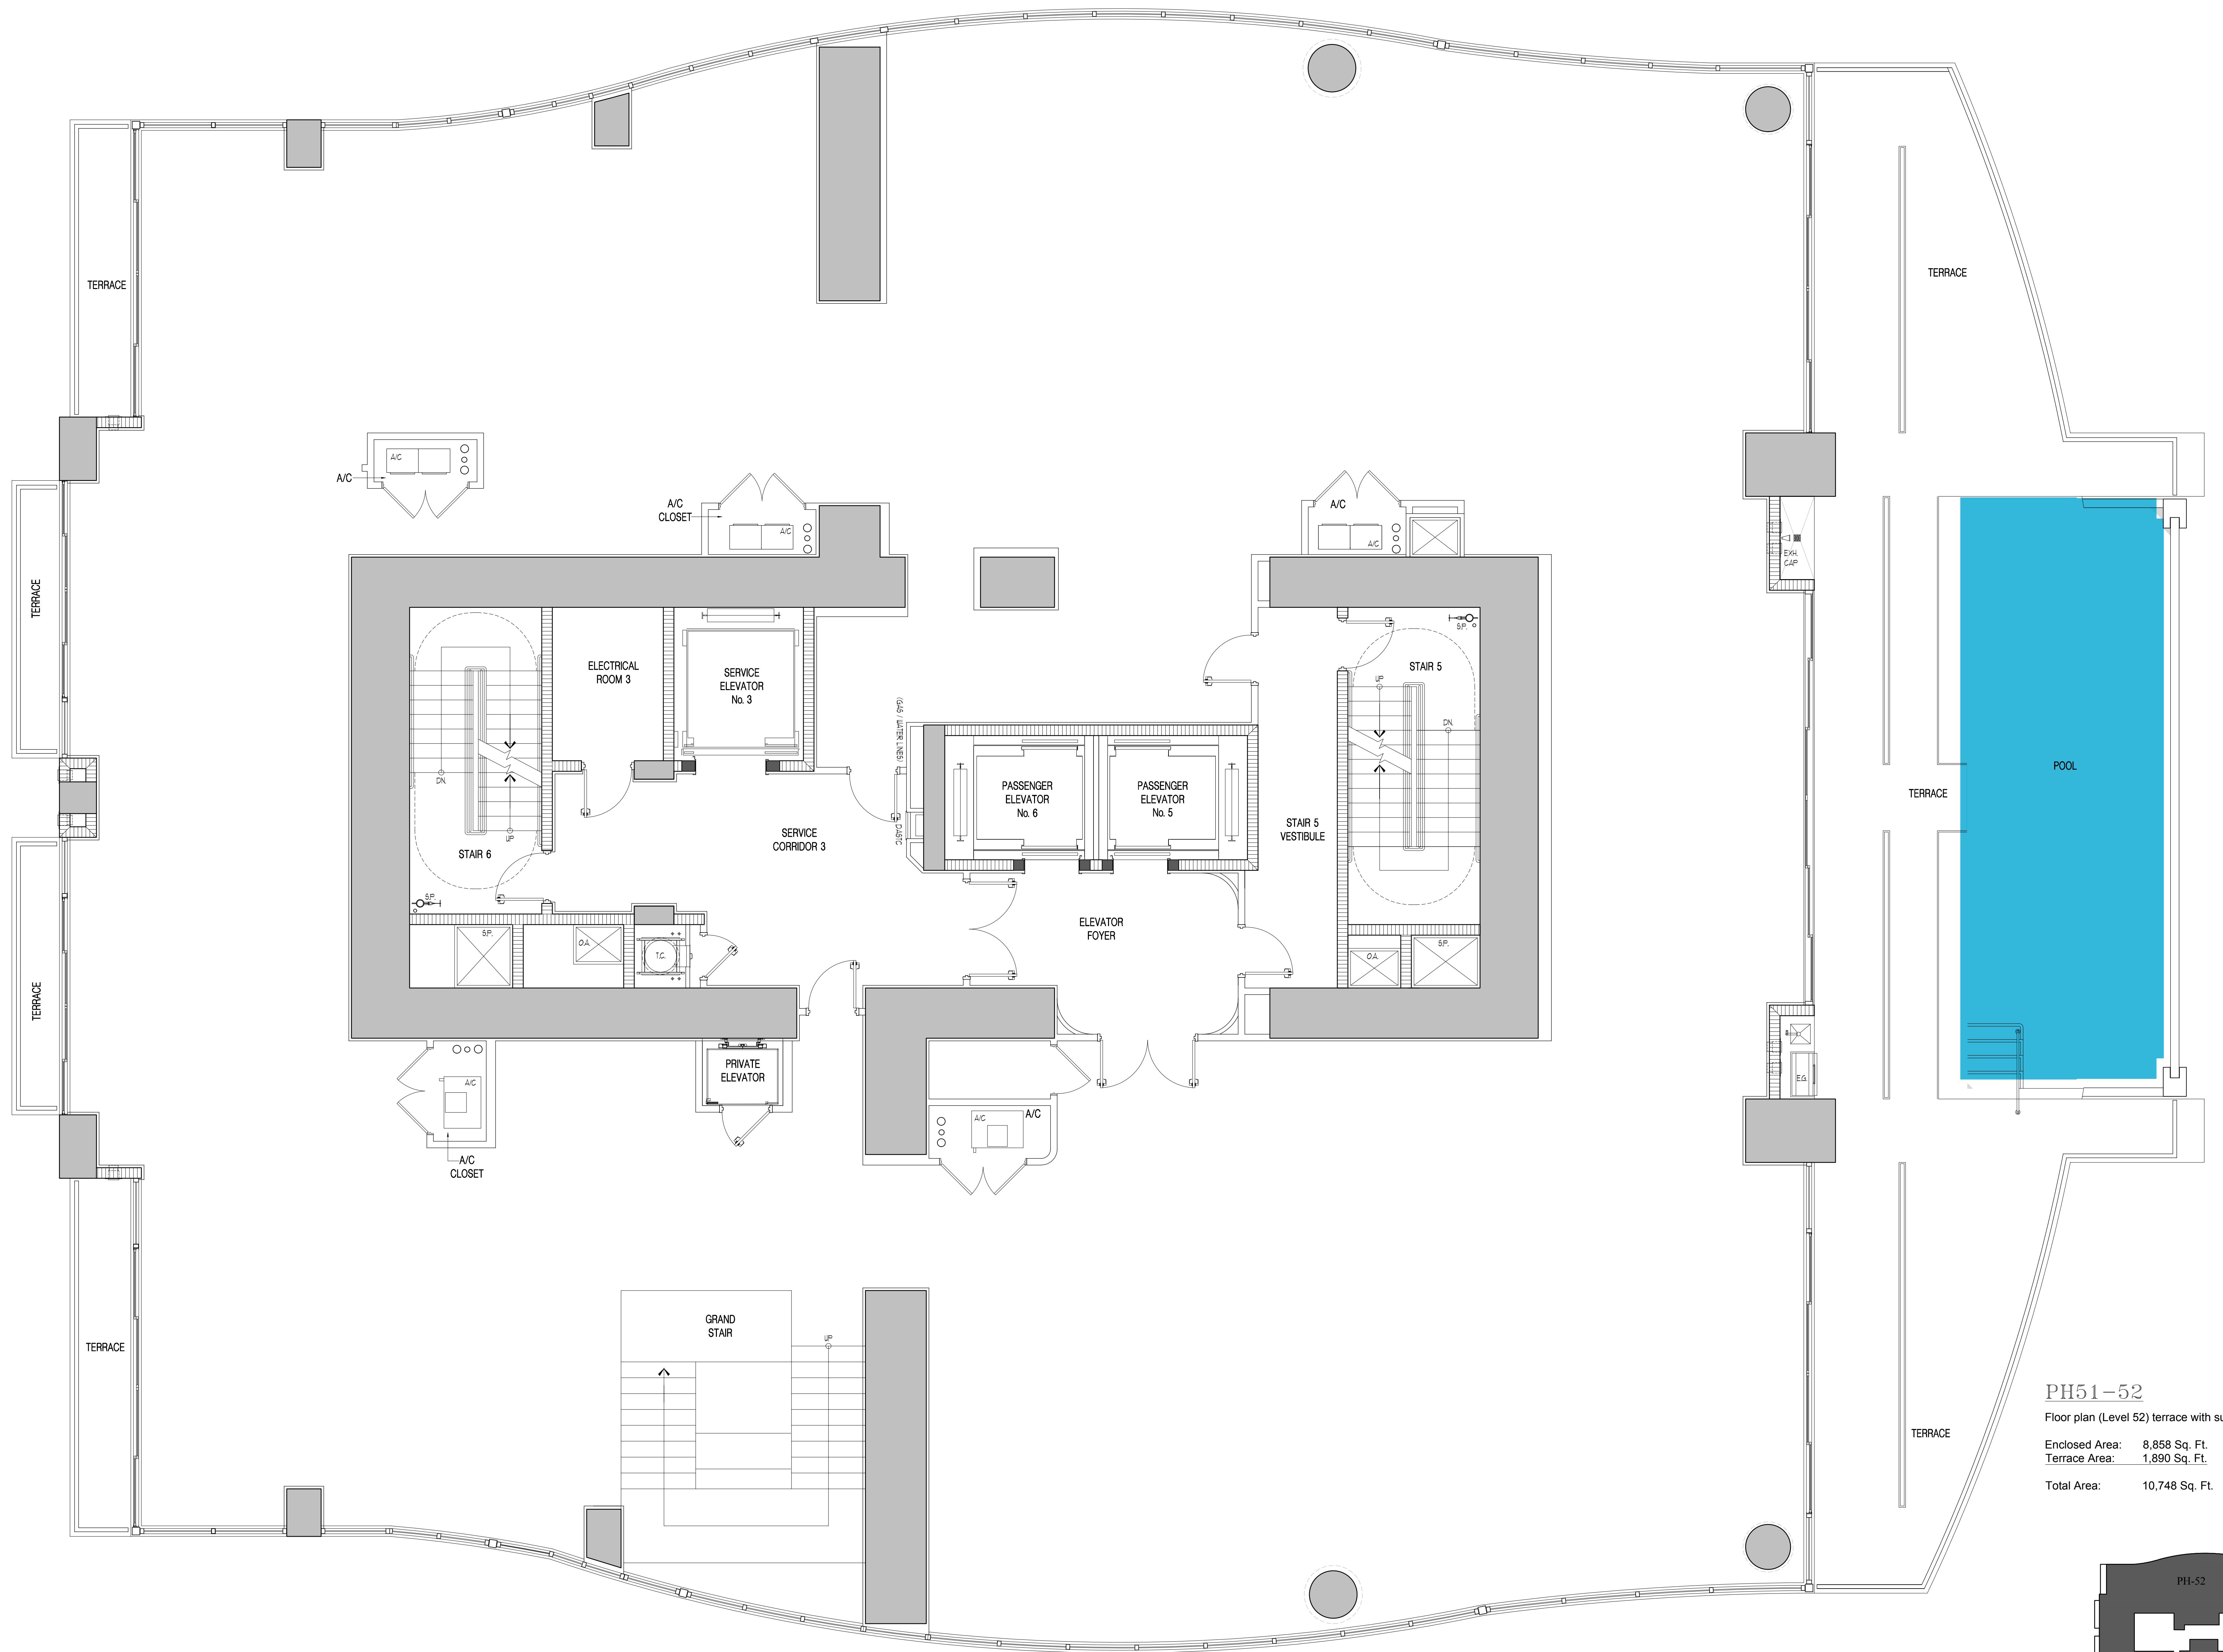 TERRACE
TERRACE
A/C
A/C
A/C
CLOSET
A/C
A/C
A/C
EXH.
CAP
TERRACE
ELECTRICAL
ROOM 3
SERVICE
ELEVATOR
No. 3
S.P.
STAIR 5
UP
DN.
(GAS / WATER LINES)
DN.
UP
STAIR 6
SERVICE
CORRIDOR 3
PASSENGER
ELEVATOR
No. 6
PASSENGER
ELEVATOR
No. 5
STAIR 5
VESTIBULE
POOL
TERRACE
S.P.
S.P.
O.A.
T.C.
ELEVATOR
FOYER
O.A.
S.P.
TERRACE
PRIVATE
ELEVATOR
A/C
A/C
CLOSET
A/C
A/C
E.G.
GRAND
STAIR
UP
TERRACE
TERRACE
PH51-52
Floor plan (Level 52) terrace with
Enclosed Area: 8,858 Sq. Ft.
Terrace Area: 1,890 Sq. Ft.
Total Area: 10,748 Sq. Ft.
PH-52